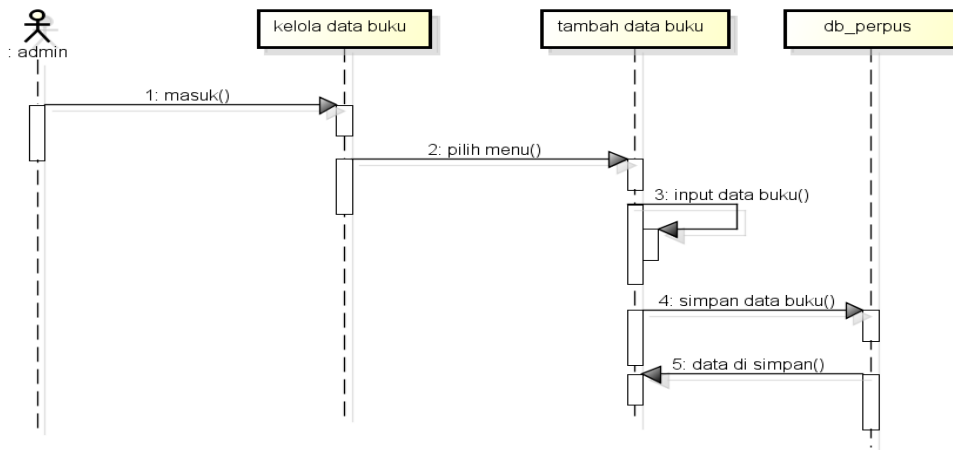 kelola data buku
tambah data buku
db_perpus
: admin
1: masuk()
2: pilih menu()
3: input data buku()
4: simpan data buku()
5: data di simpan()